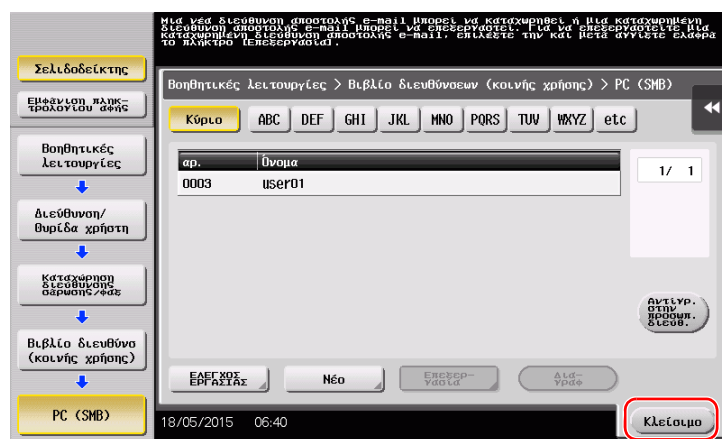 Μια νέα διεύθυνση αποστολής e-mail μπορεί να καταχωρηθεί ή μια καταχωρημένη
διεύθυνση αποστολής e-mail μπορεί να επεξεργαστεί. Για να επεξεργαστείτε μια
καταχωρημένη διεύθυνση αποστολής e-mail, επιλέξτε την και μετά αγγίξτε ελαφρά
το πλήκτρο [Επεξεργασία].
Σελιδοδείκτης
Εμφάνιση πληκ-
τρολογίου αφής
Βοηθητικές
λειτουργίες
Διεύθυνση/
Θυρίδα χρήστη
Καταχώρηση
διεύθυνσης
σάρωσης/φαξ
Βιβλίο διευθύνσ
(κοινής χρήσης)
PC (SMB)
Βοηθητικές λειτουργίες > Βιβλίο διευθύνσεων (κοινής χρήσης) > PC (SMB)
Κύριο ABC DEF GHI JKL MNO PQRS TUV WXYZ etc
αρ. Όνομα
0003 user01
1/ 1
Αντιγρ.
στην
προσωπ.
διευθ.
ΕΛΕΓΧΟΣ
ΕΡΓΑΣΙΑΣ
Νέο
Επεξερ-
γασία
Δια-
γραφ
18/05/2015 06:40
Κλείσιμο